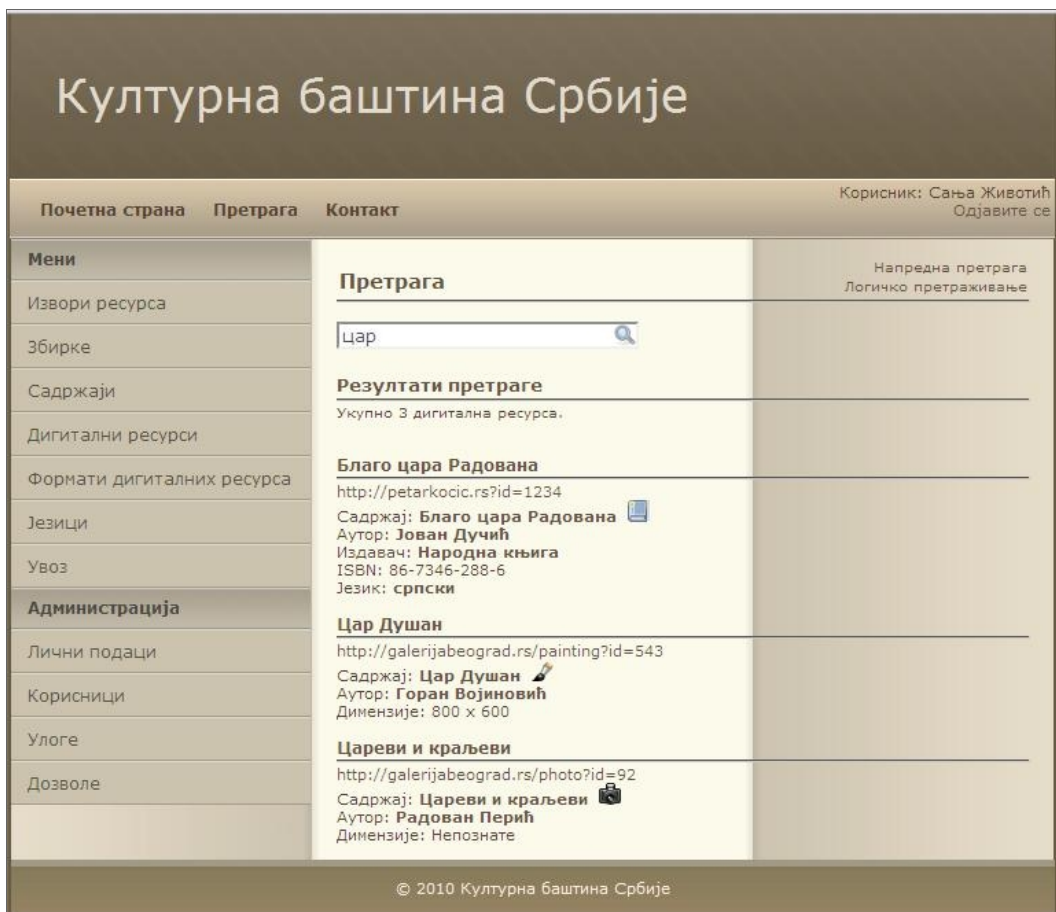 Културна баштина Србије
Почетна страна Претрага Контакт
Корисник: Сања Животић
Одјавите се
Мени
Извори ресурса
Збирке
Садржаји
Дигитални ресурси
Формати дигиталних ресурса
Језици
Увоз
Администрација
Лични подаци
Корисници
Улоге
Дозволе
Претрага
Напредна претрага
Логичко претраживање
цар
Резултати претраге
Укупно 3 дигитална ресурса.
Благо цара Радована
http://petarkocic.rs?id=1234
Садржај: Благо цара Радована
Аутор: Јован Дучић
Издавач: Народна књига
ISBN: 86-7346-288-6
Језик: српски
Цар Душан
http://galerijabeograd.rs/painting?id=543
Садржај: Цар Душан
Аутор: Горан Војиновић
Димензије: 800 x 600
Цареви и краљеви
http://galerijabeograd.rs/photo?id=92
Садржај: Цареви и краљеви
Аутор: Радован Перић
Димензије: Непознате
© 2010 Културна баштина Србије